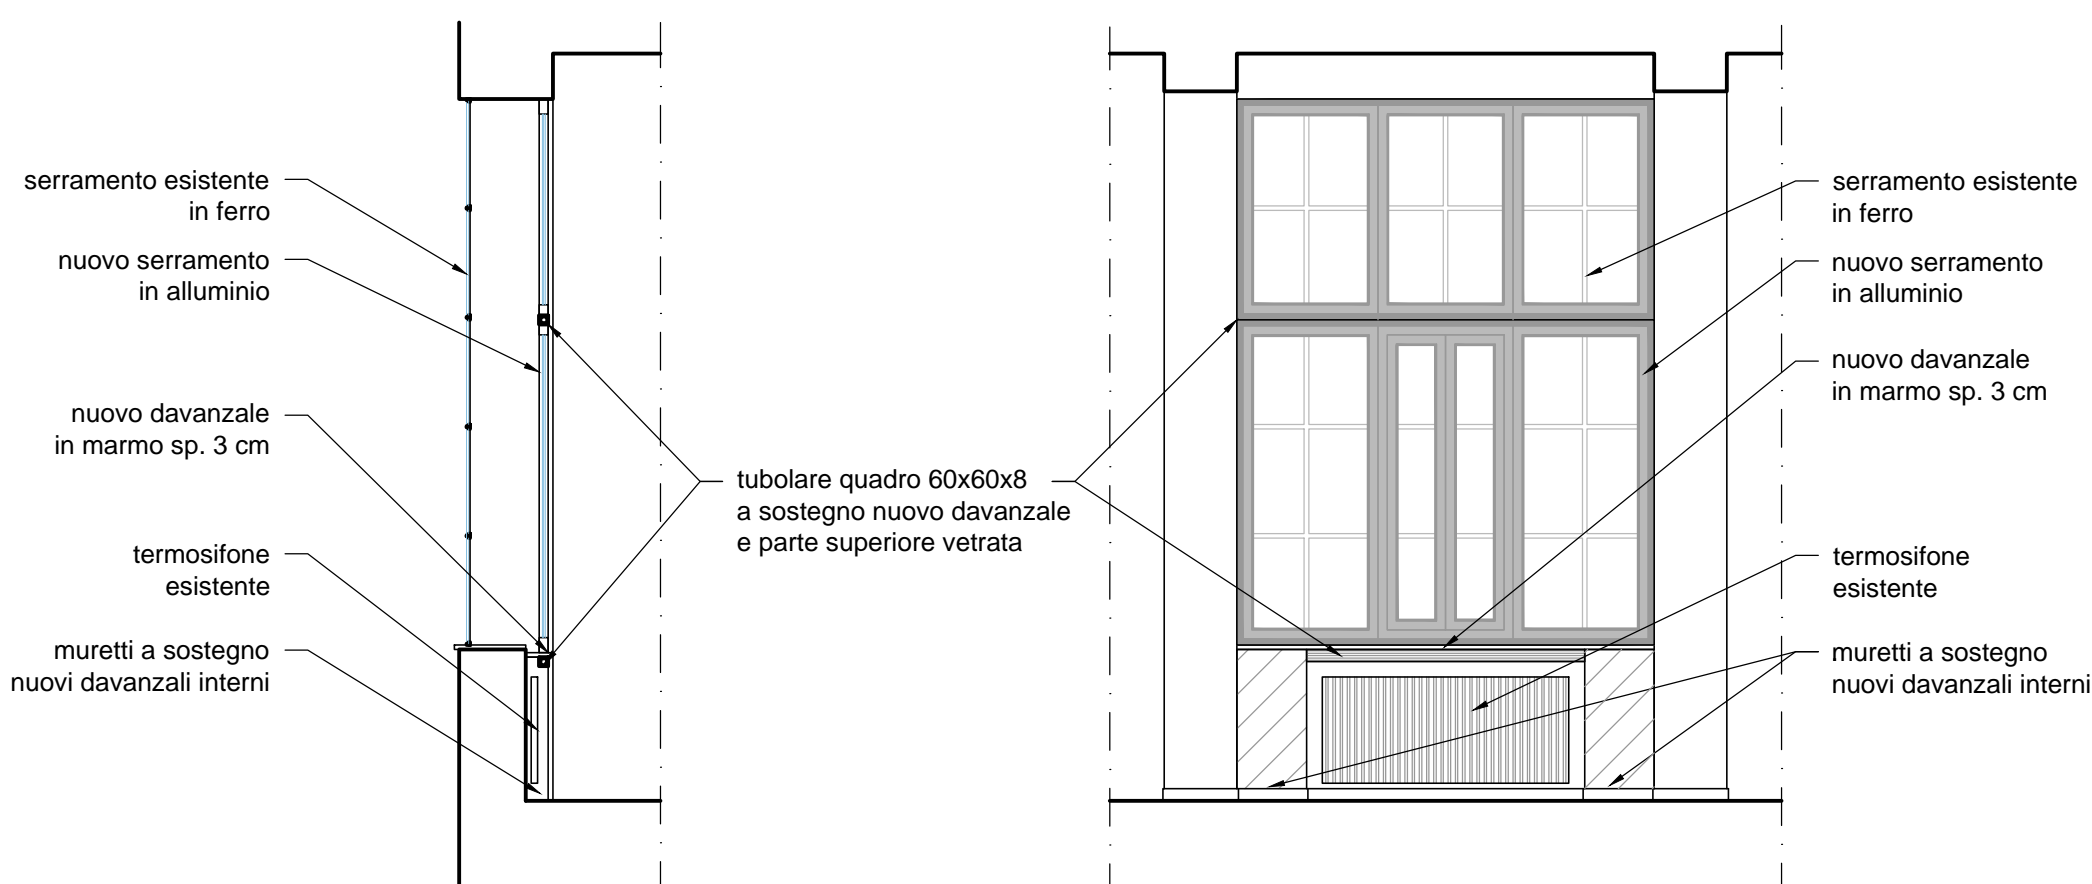 serramento esistente
in ferro
nuovo serramento
in alluminio
nuovo davanzale
in marmo sp. 3 cm
termosifone
esistente
muretti a sostegno
nuovi davanzali interni
tubolare quadro 60x60x8
a sostegno nuovo davanzale
e parte superiore vetrata
serramento esistente
in ferro
nuovo serramento
in alluminio
nuovo davanzale
in marmo sp. 3 cm
termosifone
esistente
muretti a sostegno
nuovi davanzali interni